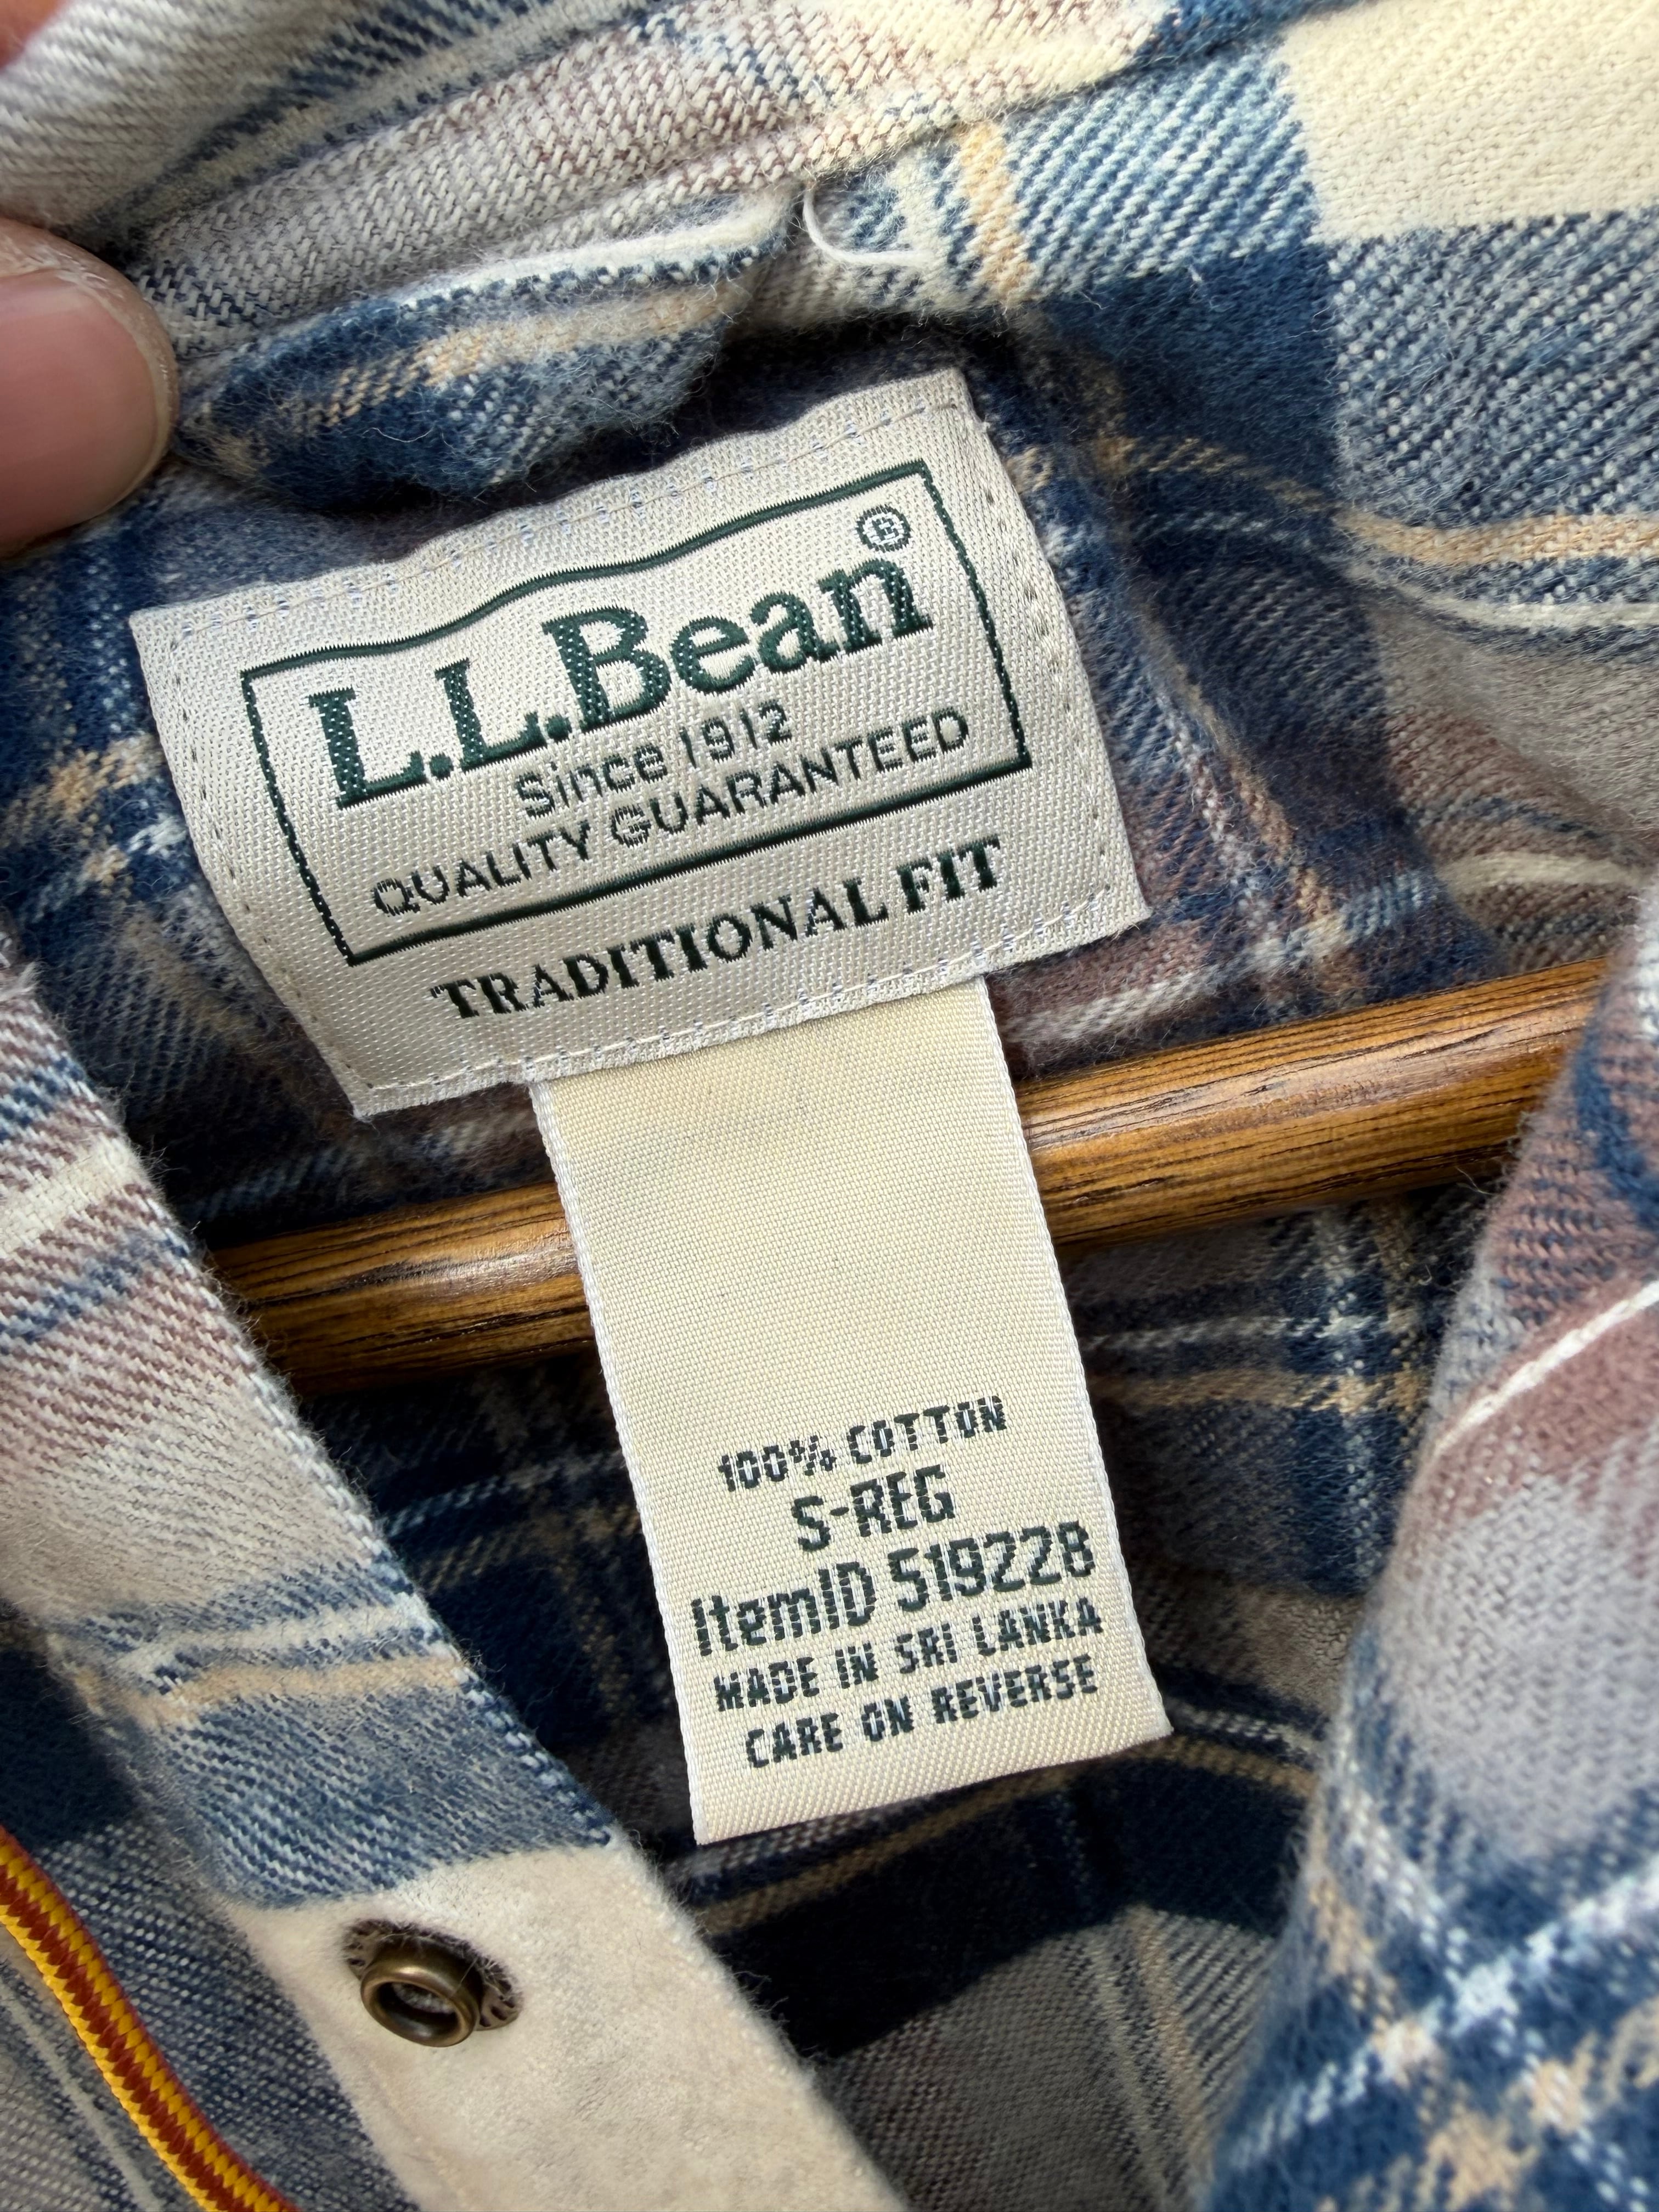 L.L.Bean®
Since 1912
QUALITY GUARANTEED
TRADITIONAL FIT
100% COTTON
S-REG
ItemID 519228
MADE IN SRI LANKA
CARE ON REVERSE